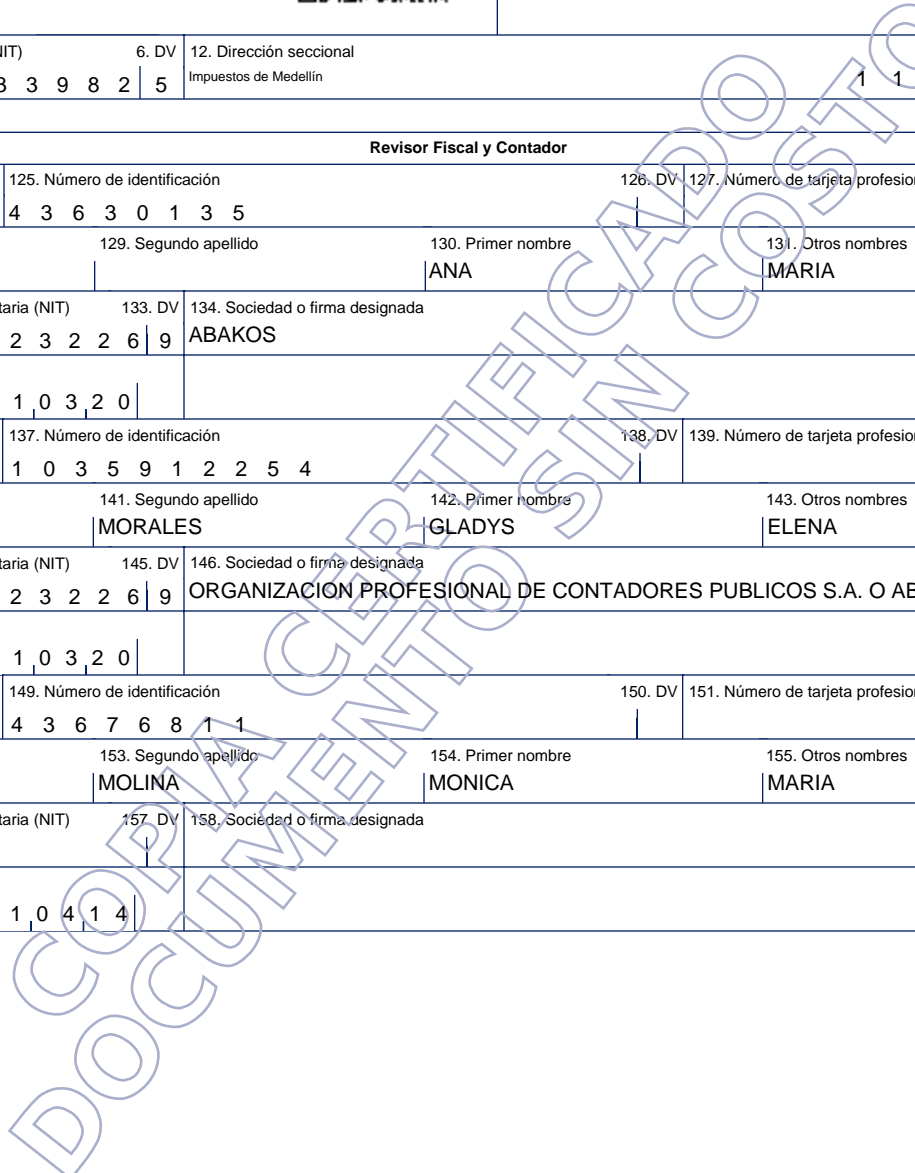 NIT) 6. DV 12. Dirección seccional
3 3 9 8 2 5 Impuestos de Medellín 1 1
Revisor Fiscal y Contador
125. Número de identificación 126. DV 127. Número de tarjeta profesion
4 3 6 3 0 1 3 5
129. Segundo apellido 130. Primer nombre 131. Otros nombres
ANA MARIA
taria (NIT) 133. DV 134. Sociedad o firma designada
2 3 2 2 6 9 ABAKOS
1 0 3 2 0
137. Número de identificación 138. DV 139. Número de tarjeta profesion
1 0 3 5 9 1 2 2 5 4
141. Segundo apellido 142. Primer nombre 143. Otros nombres
MORALES GLADYS ELENA
taria (NIT) 145. DV 146. Sociedad o firma designada
2 3 2 2 6 9 ORGANIZACION PROFESIONAL DE CONTADORES PUBLICOS S.A. O AB
1 0 3 2 0
149. Número de identificación 150. DV 151. Número de tarjeta profesion
4 3 6 7 6 8 1 1
153. Segundo apellido 154. Primer nombre 155. Otros nombres
MOLINA MONICA MARIA
taria (NIT) 157. DV 158. Sociedad o firma designada
1 0 4 1 4
COPIA CERTIFICADO
DOCUMENTO SIN COSTO